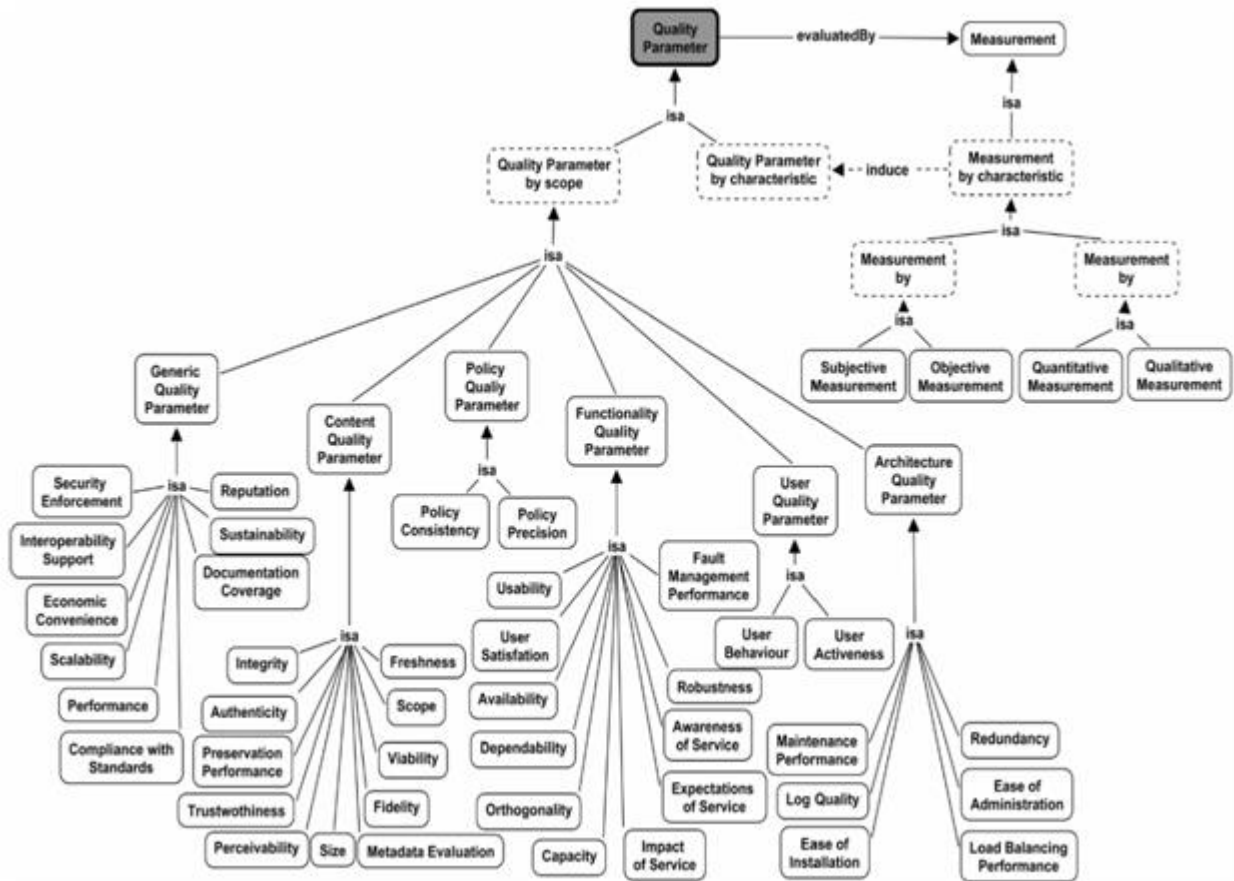 Quality
Parameter
evaluatedBy
Measurement
isa
isa
Quality Parameter
by scope
Quality Parameter
by characteristic
induce
Measurement
by characteristic
isa
isa
Measurement
by
Measurement
by
isa
isa
Subjective
Measurement
Objective
Measurement
Quantitative
Measurement
Qualitative
Measurement
Generic
Quality
Parameter
Content
Quality
Parameter
Policy
Qualiy
Parameter
Functionality
Quality
Parameter
User
Quality
Parameter
Architecture
Quality
Parameter
isa
Security
Enforcement
Reputation
Interoperability
Support
Sustainability
Economic
Convenience
Documentation
Coverage
Scalability
Performance
Compliance with
Standards
isa
Integrity
Freshness
Authenticity
Scope
Preservation
Performance
Viability
Trustwothiness
Fidelity
Perceivability
Size
Metadata Evaluation
isa
Policy
Consistency
Policy
Precision
isa
Usability
Fault
Management
Performance
User
Satisfation
Robustness
Availability
Awareness
of Service
Dependability
Expectations
of Service
Orthogonality
Capacity
Impact
of Service
isa
User
Behaviour
User
Activeness
isa
Maintenance
Performance
Redundancy
Log Quality
Ease of
Administration
Ease of
Installation
Load Balancing
Performance